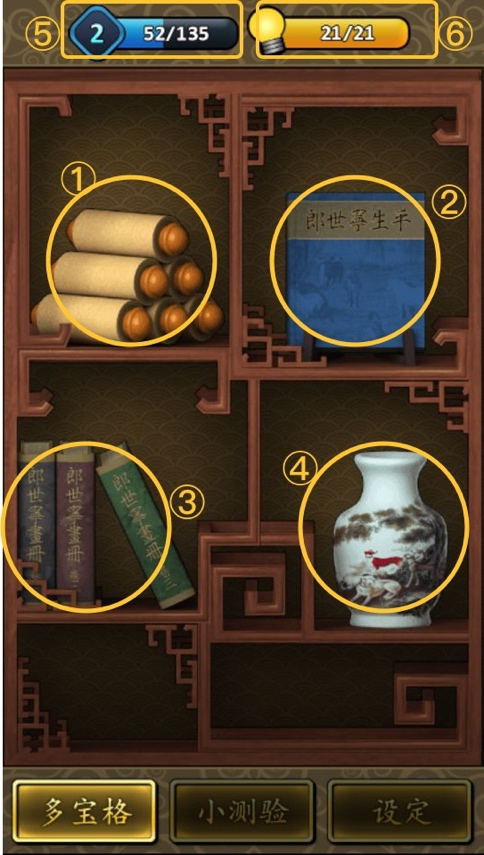 ⑤ 2 52/135 21/21 ⑥
①
②
郎世寧生平
郎世寧畫冊
郎世寧畫冊
郎世寧畫冊
③
④
多宝格 小测验 设定